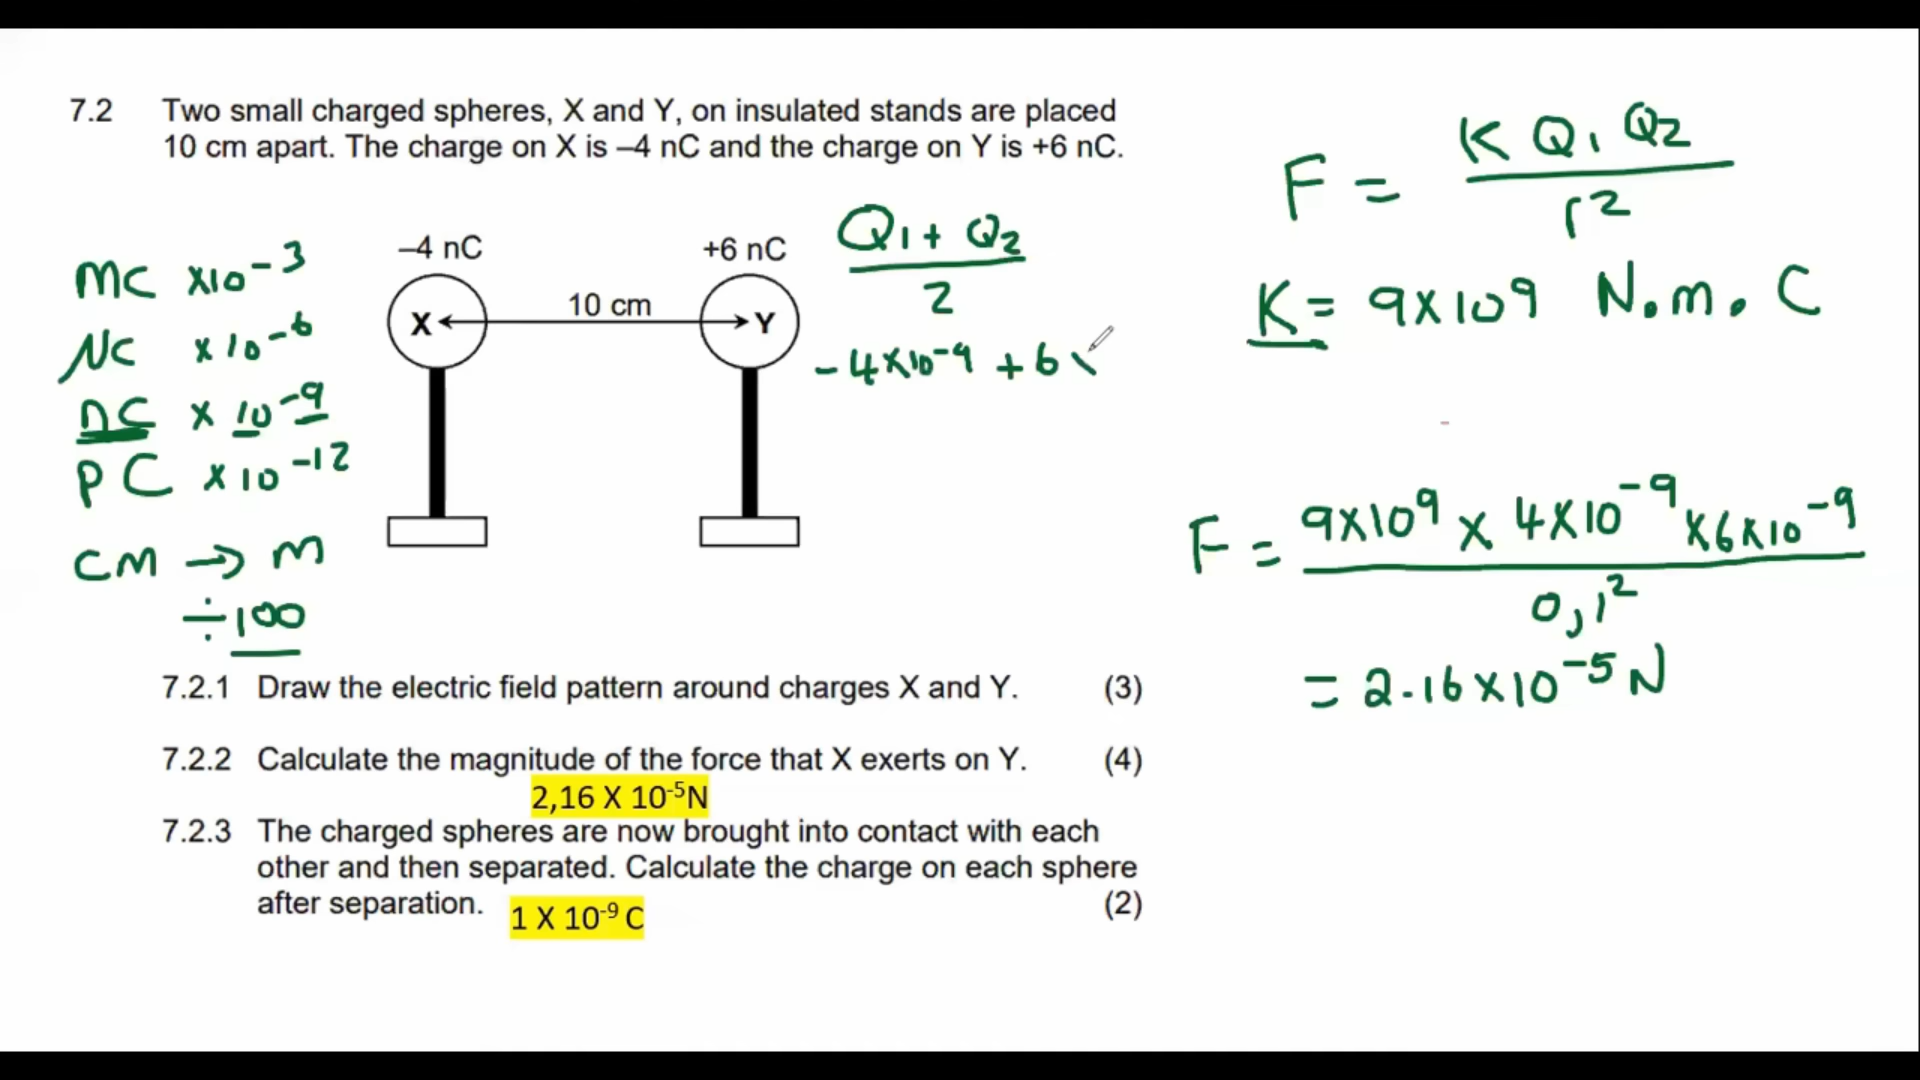 7.2 Two small charged spheres, X and Y, on insulated stands are placed
10 cm apart. The charge on X is –4 nC and the charge on Y is +6 nC.
F = K Q₁ Q₂ / r²
–4 nC
+6 nC
Q₁ + Q₂ / 2
X
10 cm
Y
MC x10⁻³
NC x10⁻⁶
nC x 10⁻⁹
PC x10⁻¹²
CM → m
÷100
K = 9x10⁹ N.m.C
-4x10⁻⁹ + 6
F = 9x10⁹ x 4x10⁻⁹ x6x10⁻⁹ / 0,1²
= 2.16x10⁻⁵ N
7.2.1 Draw the electric field pattern around charges X and Y. (3)
7.2.2 Calculate the magnitude of the force that X exerts on Y. (4)
2,16 X 10⁻⁵N
7.2.3 The charged spheres are now brought into contact with each
other and then separated. Calculate the charge on each sphere
after separation. (2)
1 X 10⁻⁹ C